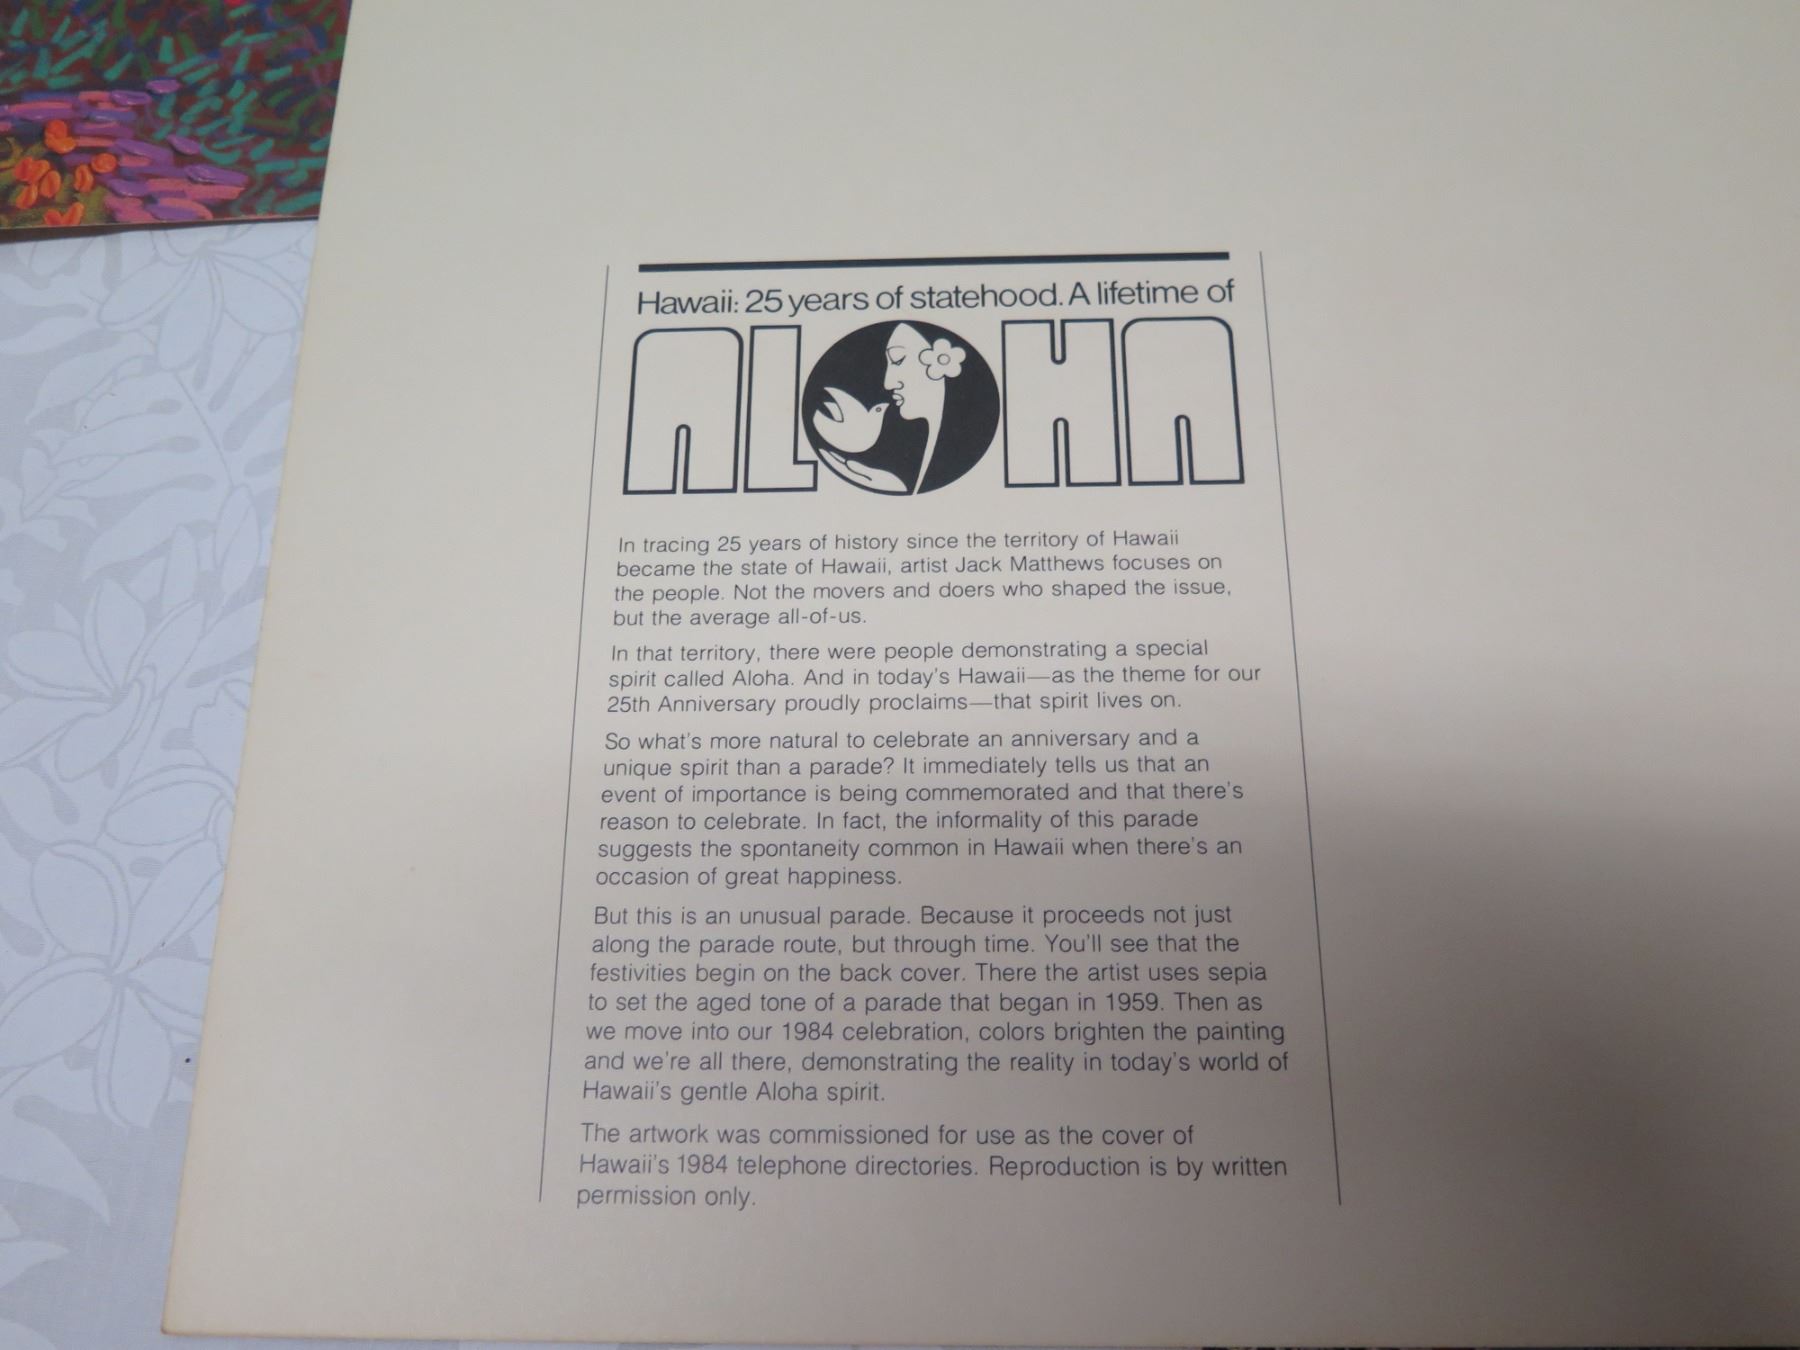 Hawaii: 25 years of statehood. A lifetime of
ALOHA
In tracing 25 years of history since the territory of Hawaii
became the state of Hawaii, artist Jack Matthews focuses on
the people. Not the movers and doers who shaped the issue,
but the average all-of-us.
In that territory, there were people demonstrating a special
spirit called Aloha. And in today's Hawaii—as the theme for our
25th Anniversary proudly proclaims—that spirit lives on.
So what's more natural to celebrate an anniversary and a
unique spirit than a parade? It immediately tells us that an
event of importance is being commemorated and that there's
reason to celebrate. In fact, the informality of this parade
suggests the spontaneity common in Hawaii when there's an
occasion of great happiness.
But this is an unusual parade. Because it proceeds not just
along the parade route, but through time. You'll see that the
festivities begin on the back cover. There the artist uses sepia
to set the aged tone of a parade that began in 1959. Then as
we move into our 1984 celebration, colors brighten the painting
and we're all there, demonstrating the reality in today's world of
Hawaii's gentle Aloha spirit.
The artwork was commissioned for use as the cover of
Hawaii's 1984 telephone directories. Reproduction is by written
permission only.